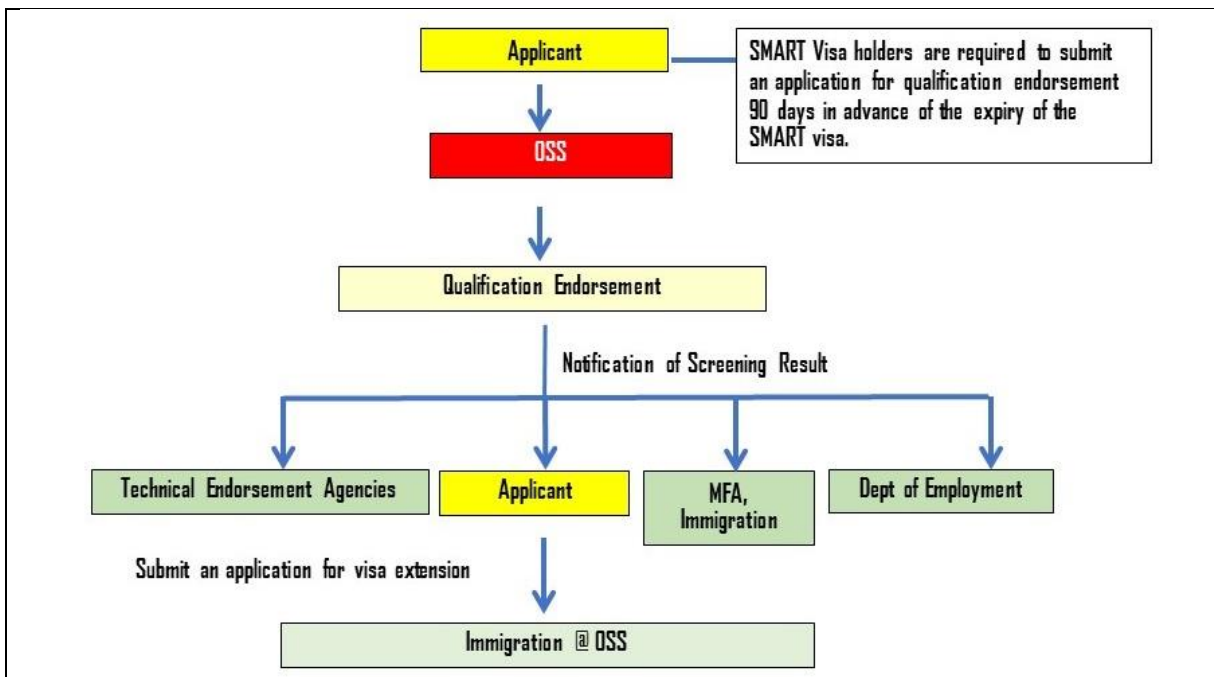 Applicant
SMART Visa holders are required to submit
an application for qualification endorsement
90 days in advance of the expiry of the
SMART visa.
OSS
Qualification Endorsement
Notification of Screening Result
Technical Endorsement Agencies
Applicant
MFA,
Immigration
Dept of Employment
Submit an application for visa extension
Immigration @ OSS